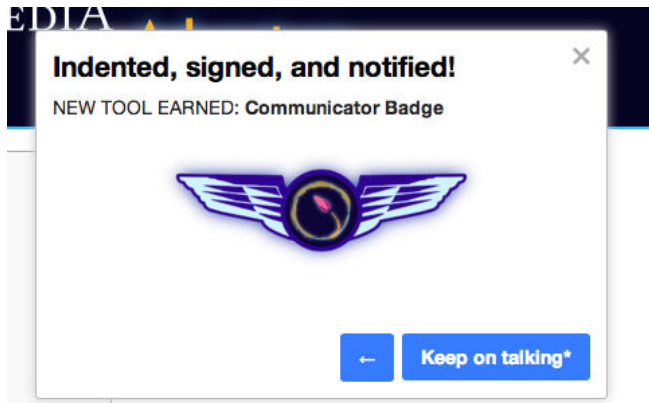 EDIA
Indented, signed, and notified!
×
NEW TOOL EARNED: Communicator Badge
←
Keep on talking*